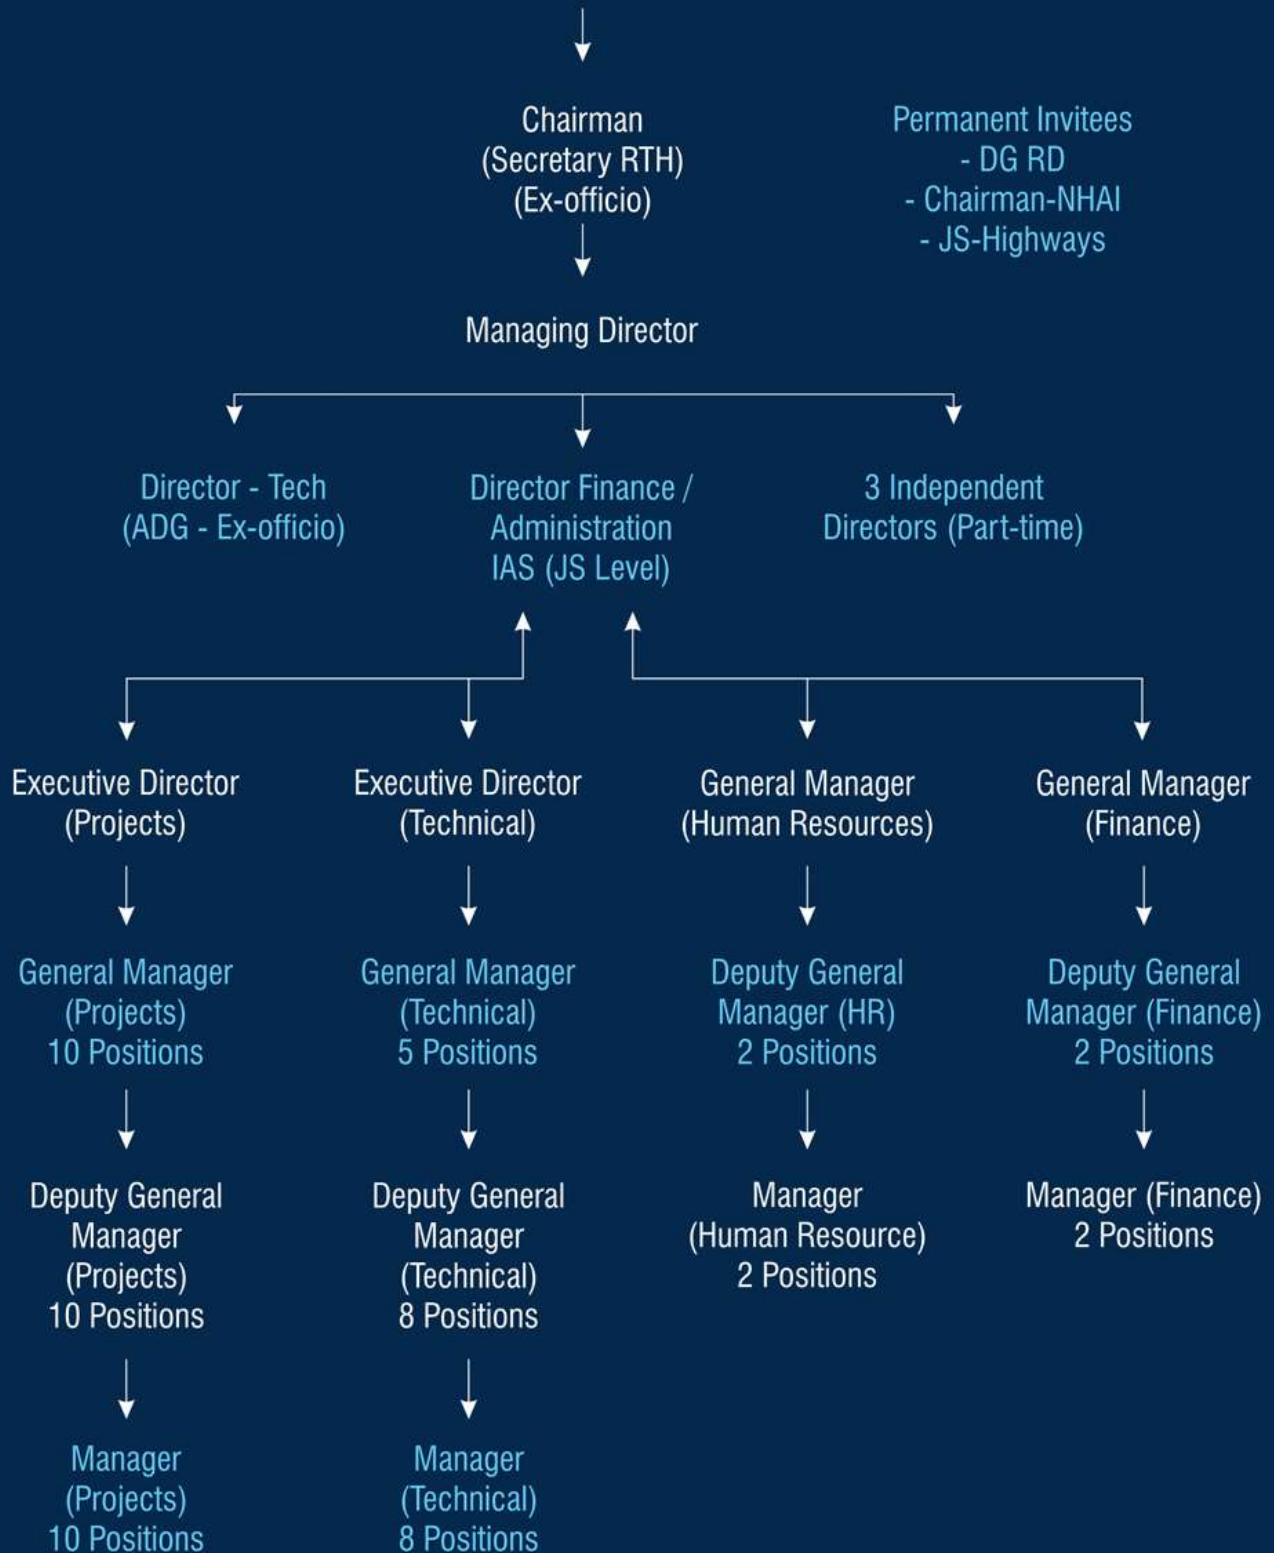 Chairman
(Secretary RTH)
(Ex-officio)
Permanent Invitees
- DG RD
- Chairman-NHAI
- JS-Highways
Managing Director
Director - Tech
(ADG - Ex-officio)
Director Finance /
Administration
IAS (JS Level)
3 Independent
Directors (Part-time)
Executive Director
(Projects)
Executive Director
(Technical)
General Manager
(Human Resources)
General Manager
(Finance)
General Manager
(Projects)
10 Positions
General Manager
(Technical)
5 Positions
Deputy General
Manager (HR)
2 Positions
Deputy General
Manager (Finance)
2 Positions
Deputy General
Manager
(Projects)
10 Positions
Deputy General
Manager
(Technical)
8 Positions
Manager
(Human Resource)
2 Positions
Manager (Finance)
2 Positions
Manager
(Projects)
10 Positions
Manager
(Technical)
8 Positions